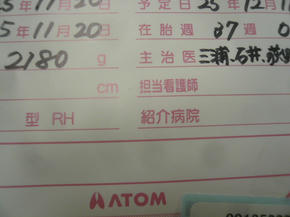 5年11月20日 予定日 25年12月11
5年11月20日 在胎週 37週
2180 g 主治医 三浦.石井.
cm 担当看護師
型 RH 紹介病院
ATOM